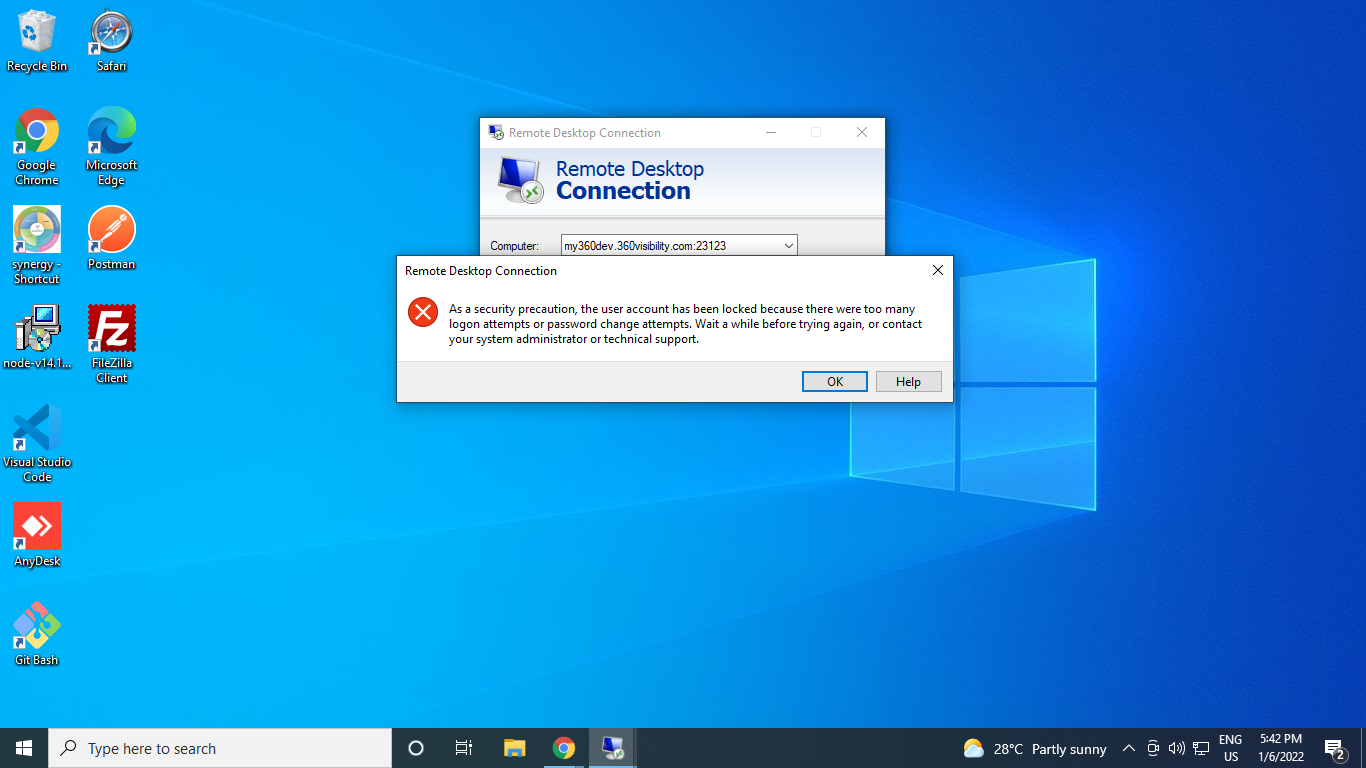 Recycle Bin
Safari
Google
Chrome
Microsoft
Edge
synergy -
Shortcut
Postman
node-v14.1...
FileZilla
Client
Visual Studio
Code
AnyDesk
Git Bash
Remote Desktop Connection
Remote Desktop
Connection
Computer:
my360dev.360visibility.com:23123
Remote Desktop Connection
As a security precaution, the user account has been locked because there were too many
logon attempts or password change attempts. Wait a while before trying again, or contact
your system administrator or technical support.
OK
Help
Type here to search
28°C Partly sunny
ENG
US
5:42 PM
1/6/2022
2